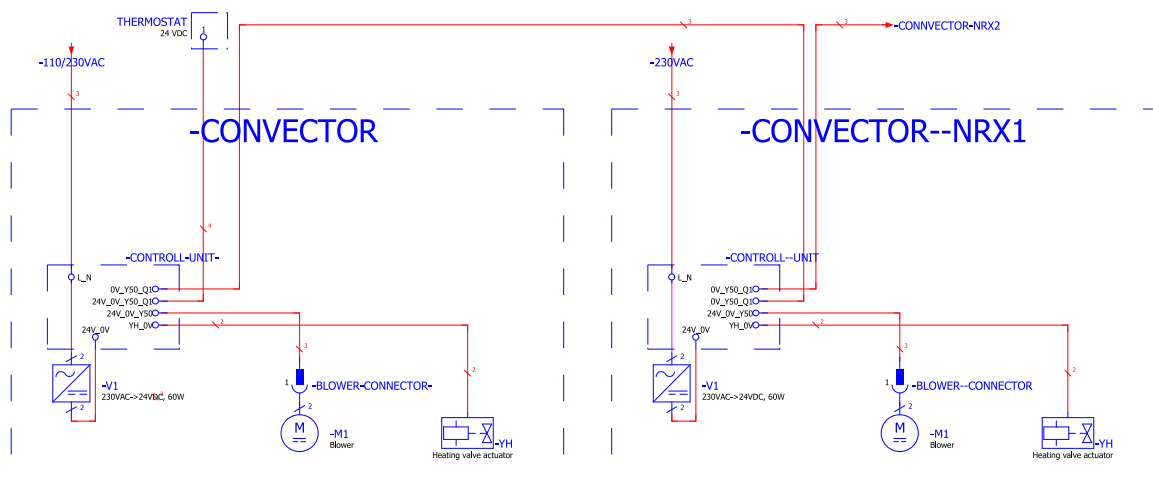 THERMOSTAT
24 VDC
1
3
3
-CONNVECTOR-NRX2
-110/230VAC
-230VAC
3
3
-CONVECTOR
-CONVECTOR--NRX1
4
-CONTROLL-UNIT-
-CONTROLL--UNIT
L_N
L_N
0V_Y50_Q1
0V_Y50_Q1
24V_0V_Y50_Q1
0V_Y50_Q1
24V_0V_Y50
24V_0V_Y50
YH_0V
2
YH_0V
2
24V_0V
24V_0V
2
3
2
3
2
2
-V1
1
-BLOWER-CONNECTOR-
-V1
1
-BLOWER--CONNECTOR
230VAC->24VDC, 60W
230VAC->24VDC, 60W
2
2
2
2
M
-M1
Blower
-YH
Heating valve actuator
M
-M1
Blower
-YH
Heating valve actuator